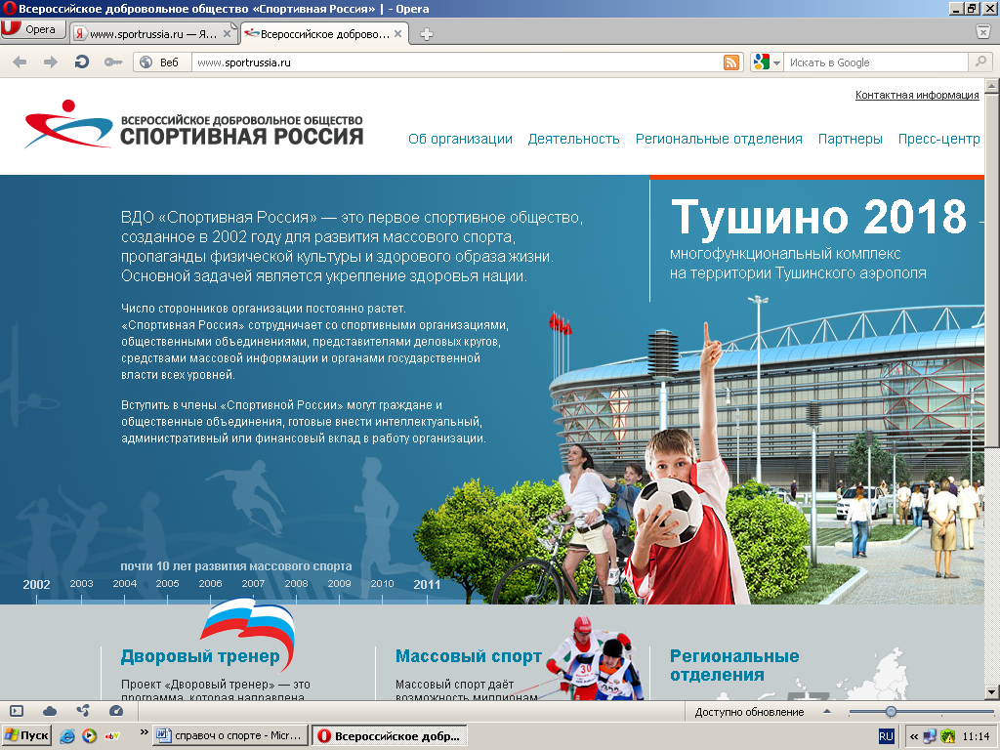 Всероссийское добровольное общество «Спортивная Россия» | - Opera
Opera
www.sportrussia.ru — Я...
Всероссийское доброво...
Веб
www.sportrussia.ru
Искать в Google
Контактная информация
ВСЕРОССИЙСКОЕ ДОБРОВОЛЬНОЕ ОБЩЕСТВО
СПОРТИВНАЯ РОССИЯ
Об организации Деятельность Региональные отделения Партнеры Пресс-центр
ВДО «Спортивная Россия» — это первое спортивное общество,
созданное в 2002 году для развития массового спорта,
пропаганды физической культуры и здорового образа жизни.
Основной задачей является укрепление здоровья нации.
Число сторонников организации постоянно растет.
«Спортивная Россия» сотрудничает со спортивными организациями,
общественными объединениями, представителями деловых кругов,
средствами массовой информации и органами государственной
власти всех уровней.
Вступить в члены «Спортивной России» могут граждане и
общественные объединения, готовые внести интеллектуальный,
административный или финансовый вклад в работу организации.
Тушино 2018
многофункциональный комплекс
на территории Тушинского аэрополя
почти 10 лет развития массового спорта
2002 2003 2004 2005 2006 2007 2008 2009 2010 2011
Дворовый тренер
Проект «Дворовый тренер» — это
программа, которая направлена
Массовый спорт
Массовый спорт даёт
возможность миллионам
30
Региональные
отделения
Доступно обновление
Пуск
справоч о спорте - Micr...
Всероссийское добр...
RU
11:14